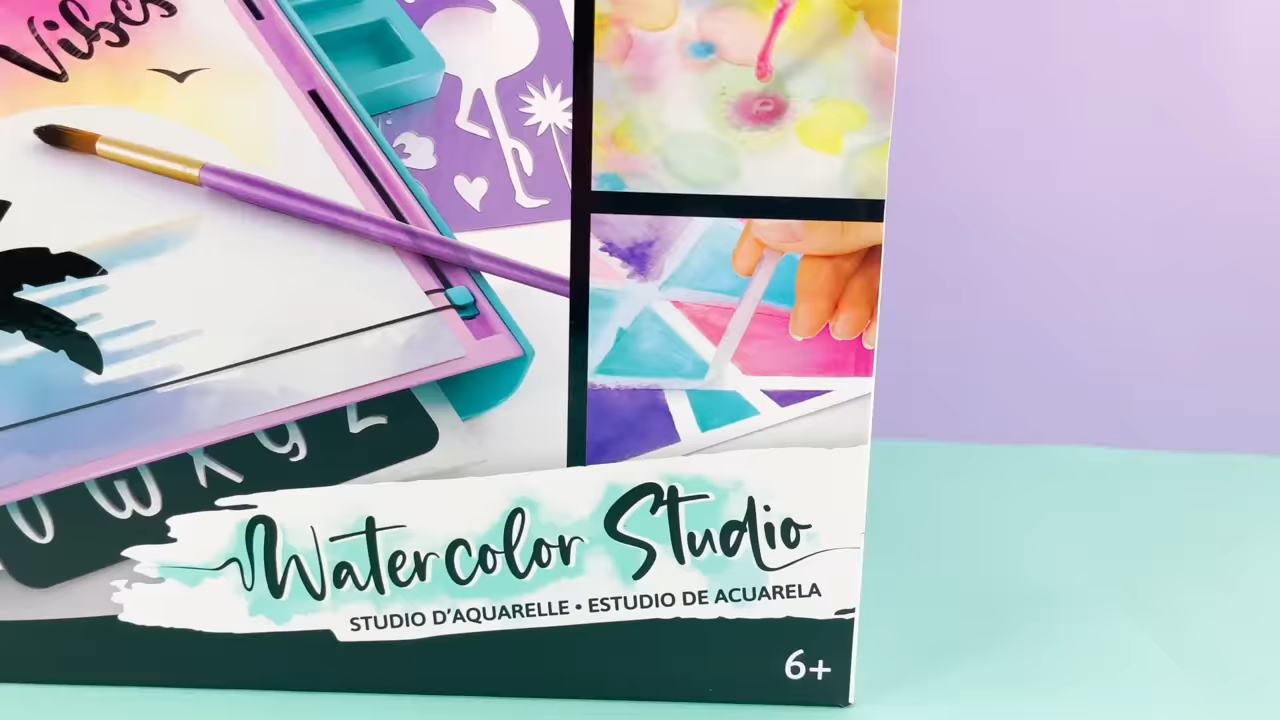 Vibes
Watercolor Studio
STUDIO D'AQUARELLE • ESTUDIO DE ACUARELA
6+